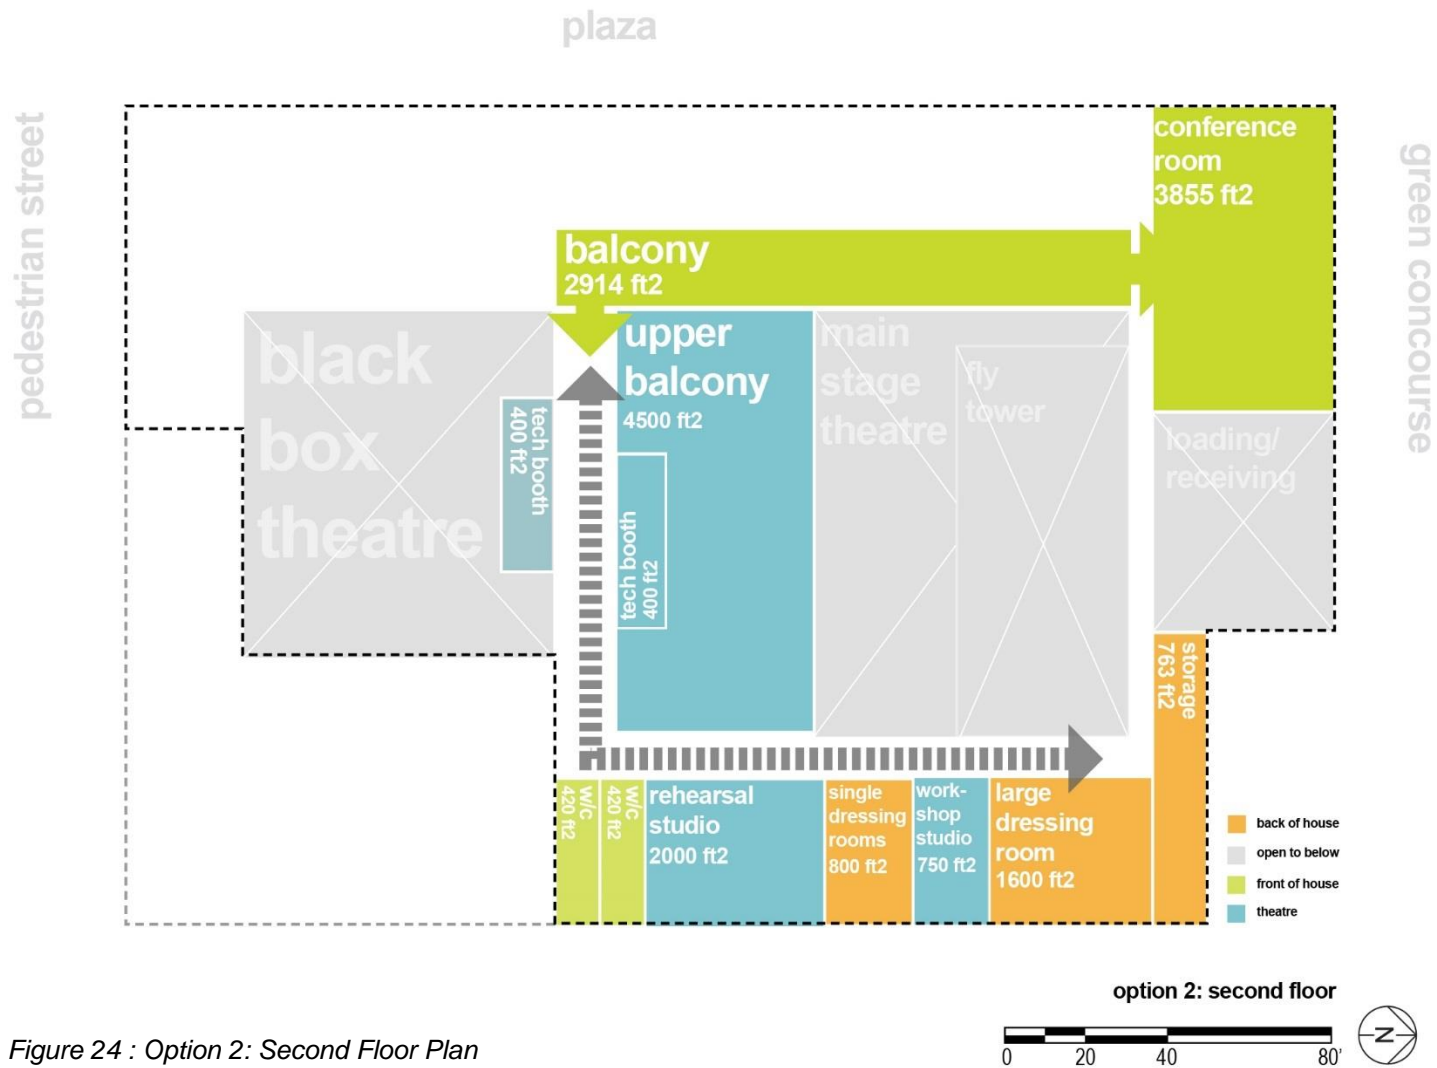 plaza
pedestrian street
green concourse
conference
room
3855 ft2
balcony
2914 ft2
black
box
theatre
tech booth
400 ft2
upper
balcony
4500 ft2
tech booth
400 ft2
main
stage
theatre
fly
tower
loading/
receiving
storage
763 ft2
w/c
420 ft2
w/c
420 ft2
rehearsal
studio
2000 ft2
single
dressing
rooms
800 ft2
work-
shop
studio
750 ft2
large
dressing
room
1600 ft2
back of house
open to below
front of house
theatre
option 2: second floor
0 20 40 80'
N
Figure 24 : Option 2: Second Floor Plan